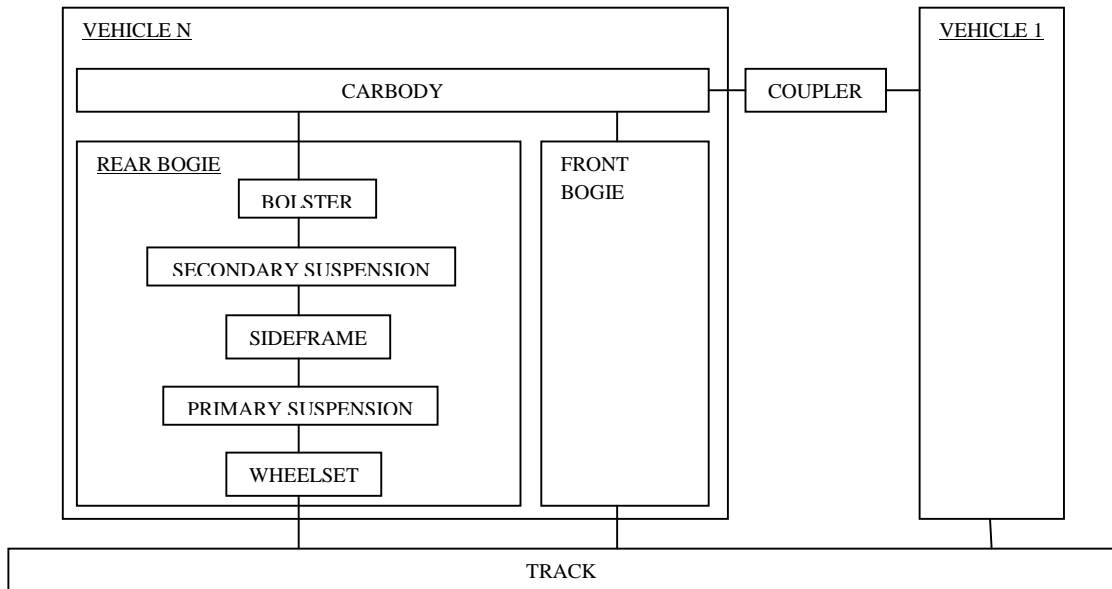 VEHICLE N
VEHICLE 1
CARBODY
COUPLER
REAR BOGIE
FRONT
BOGIE
BOLSTER
SECONDARY SUSPENSION
SIDEFRAME
PRIMARY SUSPENSION
WHEELSET
TRACK